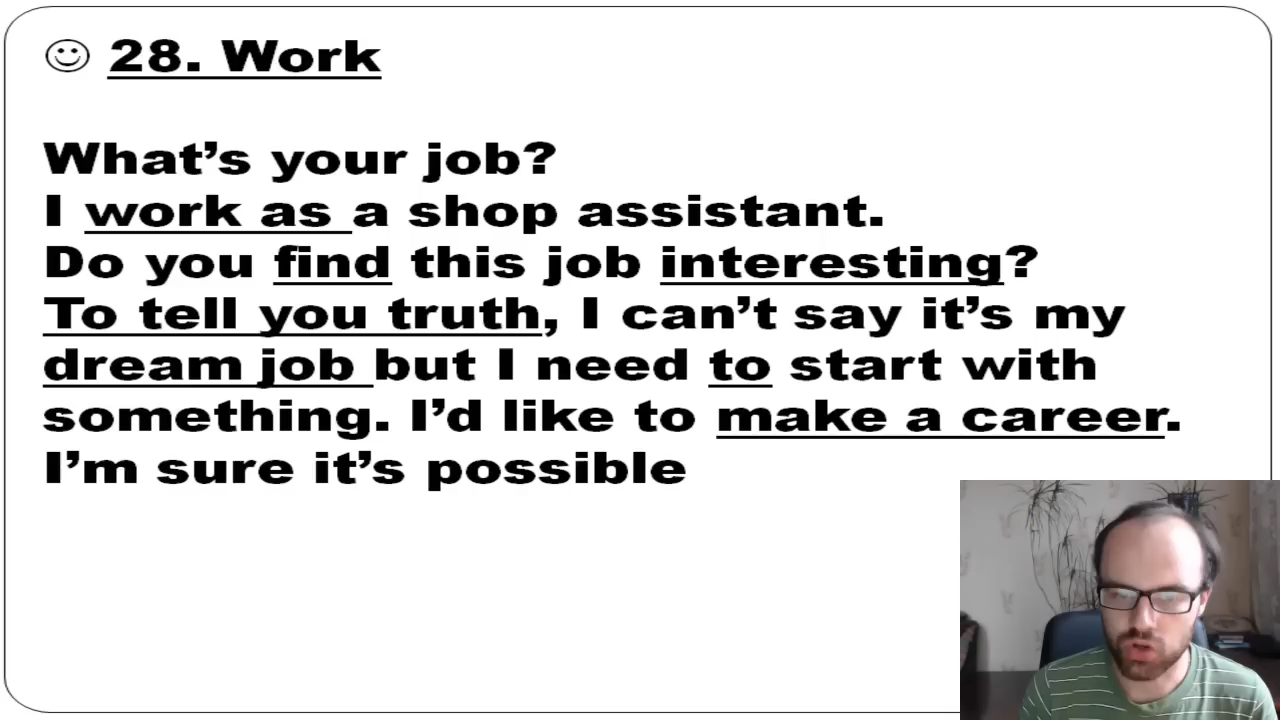 ☺ 28. Work
What’s your job?
I work as a shop assistant.
Do you find this job interesting?
To tell you truth, I can’t say it’s my
dream job but I need to start with
something. I’d like to make a career.
I’m sure it’s possible